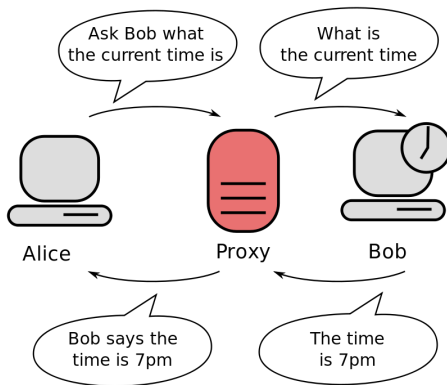 Ask Bob what
the current time is
What is
the current time
Alice
Proxy
Bob
Bob says the
time is 7pm
The time
is 7pm